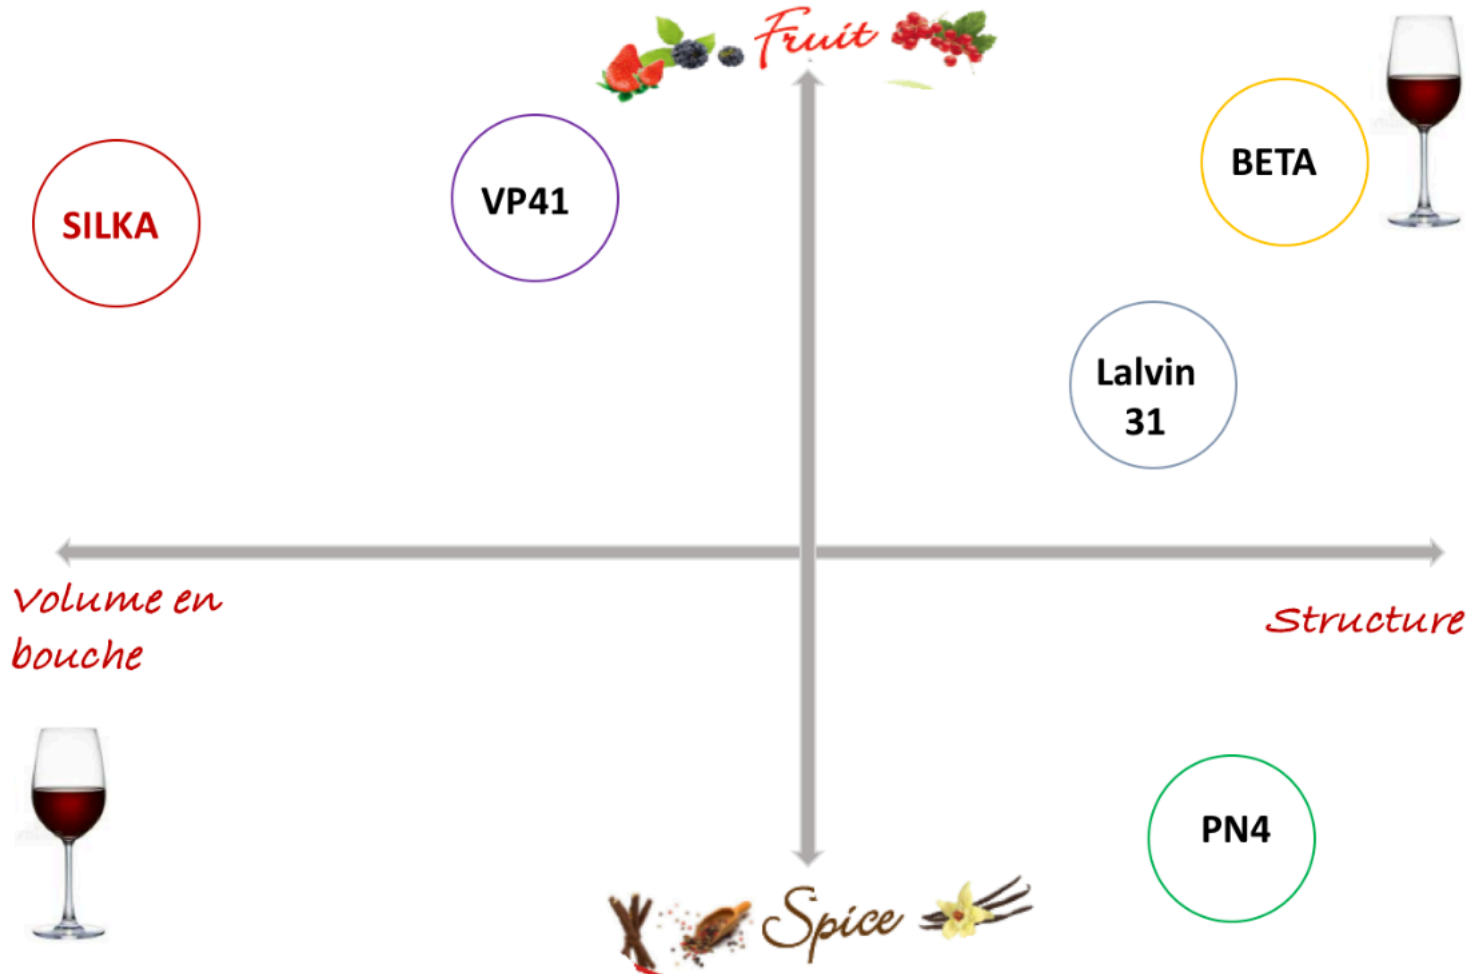 Fruit
BETA
VP41
SILKA
Lalvin
31
Volume en
bouche
Structure
PN4
Spice